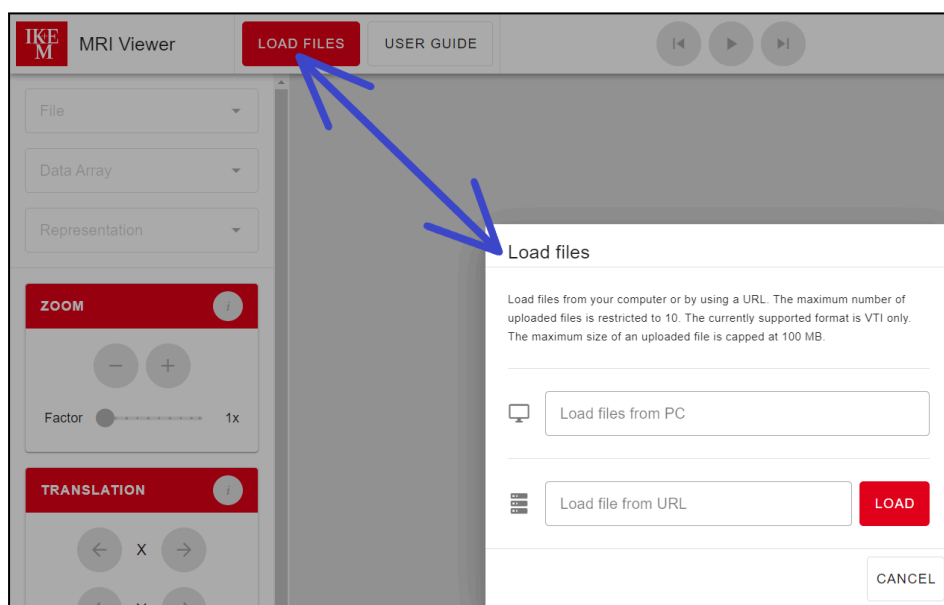 IKEM
MRI Viewer
LOAD FILES
USER GUIDE
File
Data Array
Representation
ZOOM
i
Factor
1x
TRANSLATION
i
X
Load files
Load files from your computer or by using a URL. The maximum number of
uploaded files is restricted to 10. The currently supported format is VTI only.
The maximum size of an uploaded file is capped at 100 MB.
Load files from PC
Load file from URL
LOAD
CANCEL